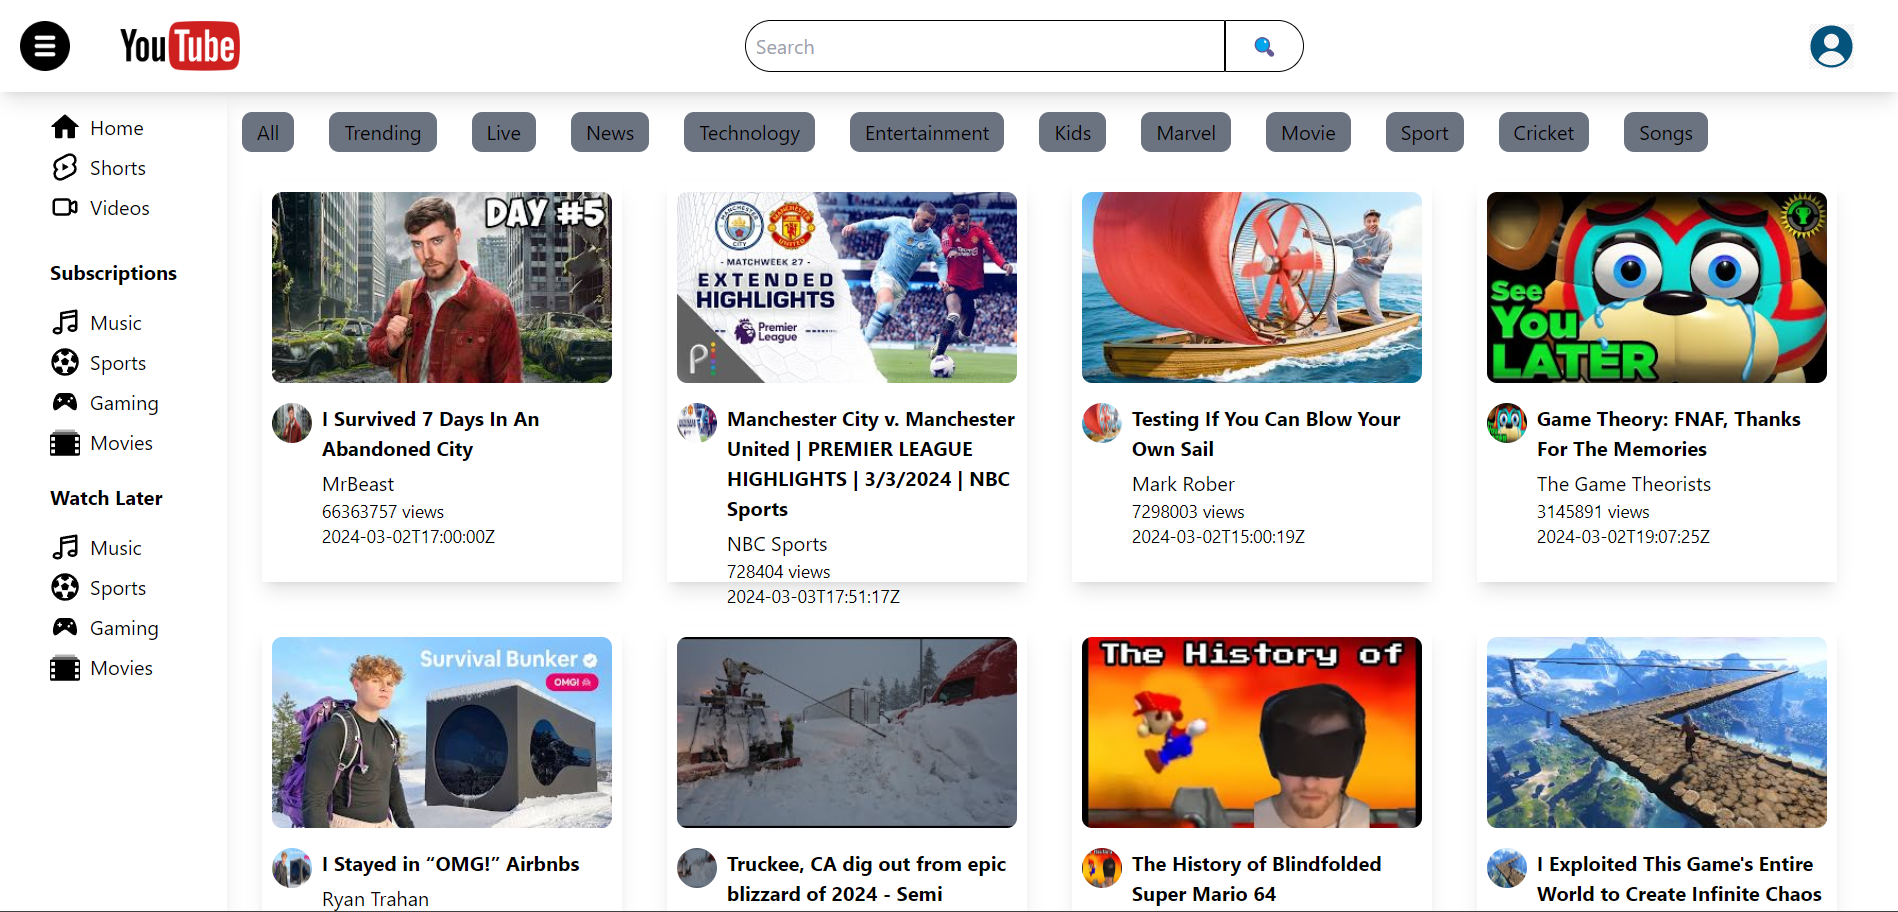 YouTube
Search
Home
Shorts
Videos
Subscriptions
Music
Sports
Gaming
Movies
Watch Later
Music
Sports
Gaming
Movies
All
Trending
Live
News
Technology
Entertainment
Kids
Marvel
Movie
Sport
Cricket
Songs
DAY #5
I Survived 7 Days In An
Abandoned City
MrBeast
66363757 views
2024-03-02T17:00:00Z
MANCHESTER
CITY
MANCHESTER
UNITED
- MATCHWEEK 27 -
EXTENDED
HIGHLIGHTS
Premier
League
Manchester City v. Manchester
United | PREMIER LEAGUE
HIGHLIGHTS | 3/3/2024 | NBC
Sports
NBC Sports
728404 views
2024-03-03T17:51:17Z
Testing If You Can Blow Your
Own Sail
Mark Rober
7298003 views
2024-03-02T15:00:19Z
See
You
LATER
Game Theory: FNAF, Thanks
For The Memories
The Game Theorists
3145891 views
2024-03-02T19:07:25Z
Survival Bunker
OMG!
I Stayed in “OMG!” Airbnbs
Ryan Trahan
Truckee, CA dig out from epic
blizzard of 2024 - Semi
The History of
The History of Blindfolded
Super Mario 64
I Exploited This Game's Entire
World to Create Infinite Chaos